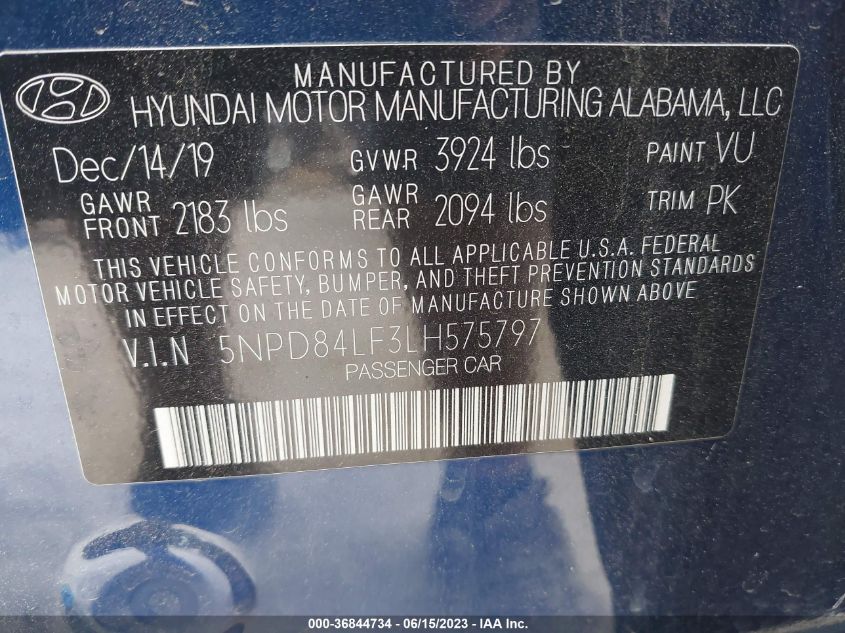 MANUFACTURED BY
HYUNDAI MOTOR MANUFACTURING ALABAMA, LLC
Dec/14/19 GVWR 3924 lbs PAINT VU
GAWR FRONT 2183 lbs GAWR REAR 2094 lbs TRIM PK
THIS VEHICLE CONFORMS TO ALL APPLICABLE U.S.A. FEDERAL
MOTOR VEHICLE SAFETY, BUMPER, AND THEFT PREVENTION STANDARDS
IN EFFECT ON THE DATE OF MANUFACTURE SHOWN ABOVE
V.I.N 5NPD84LF3LH575797
PASSENGER CAR
000-36844734 - 06/15/2023 - IAA Inc.